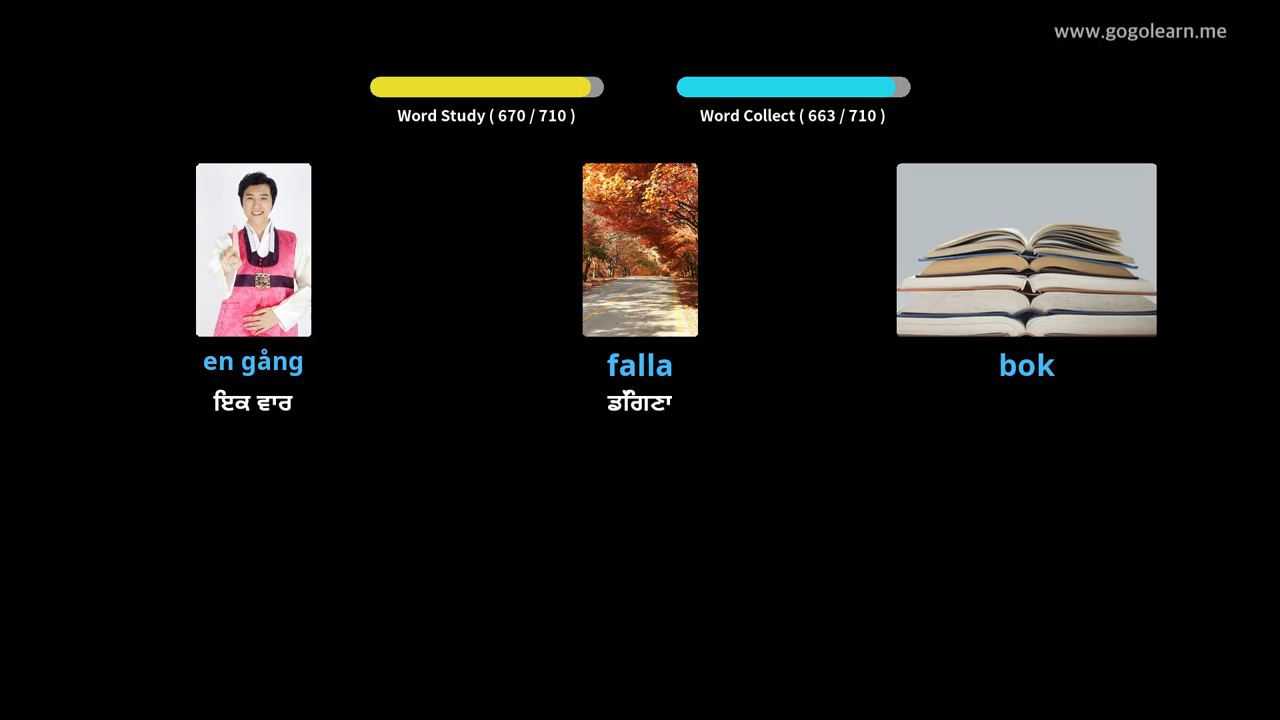 www.gogolearn.me
Word Study ( 670 / 710 )
Word Collect ( 663 / 710 )
en gång
falla
bok
ਇਕ ਵਾਰ
ਡਿੱਗਣਾ